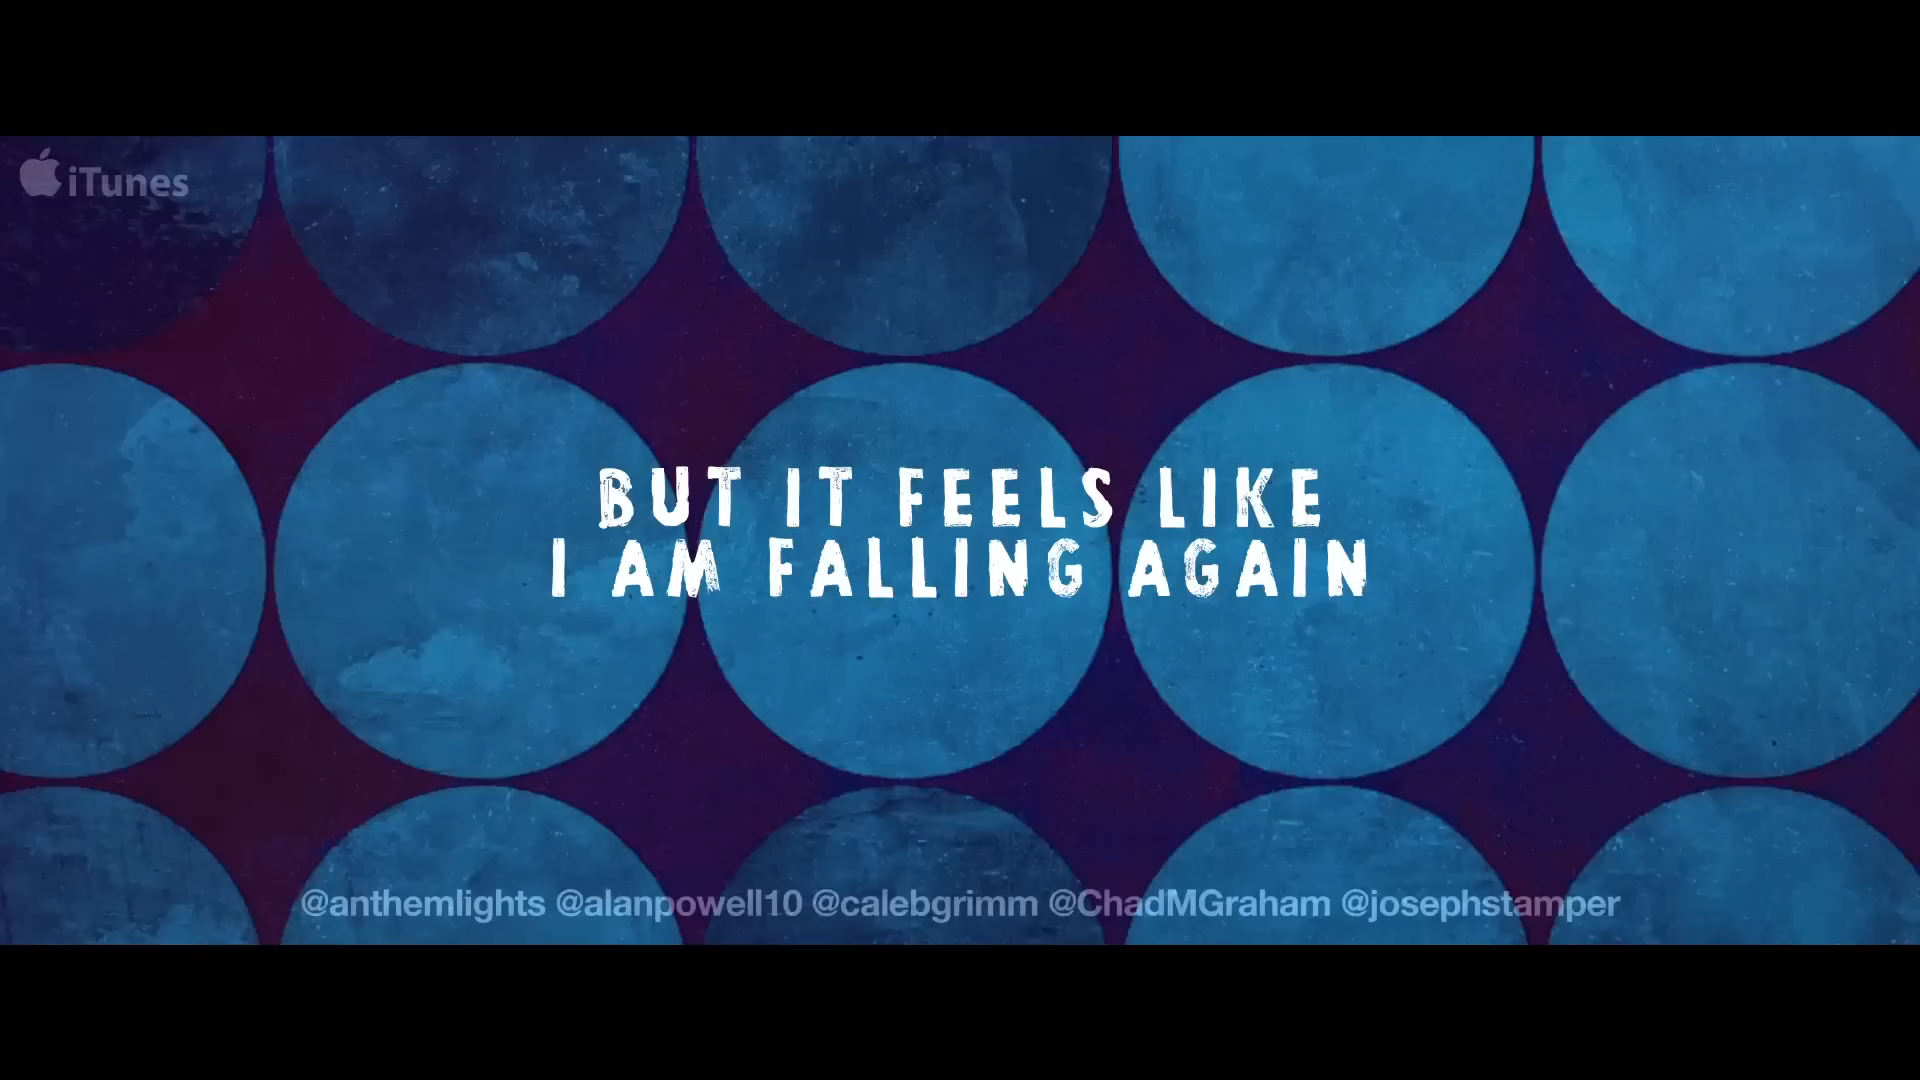 iTunes
BUT IT FEELS LIKE
I AM FALLING AGAIN
@anthemlights @alanpowell10 @calebgrimm @ChadMGraham @josephstamper